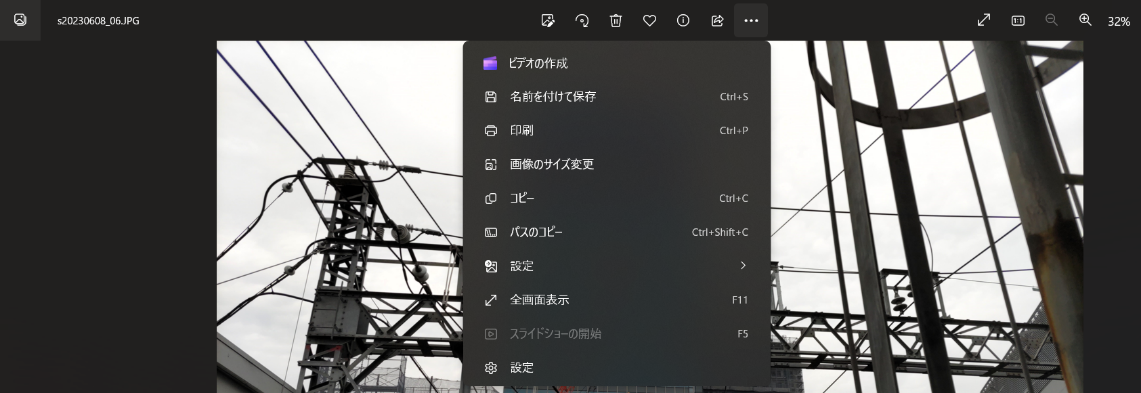 s20230608_06.JPG
1:1
32%
ビデオの作成
名前を付けて保存 Ctrl+S
印刷 Ctrl+P
画像のサイズ変更
コピー Ctrl+C
パスのコピー Ctrl+Shift+C
設定
全画面表示 F11
スライドショーの開始 F5
設定